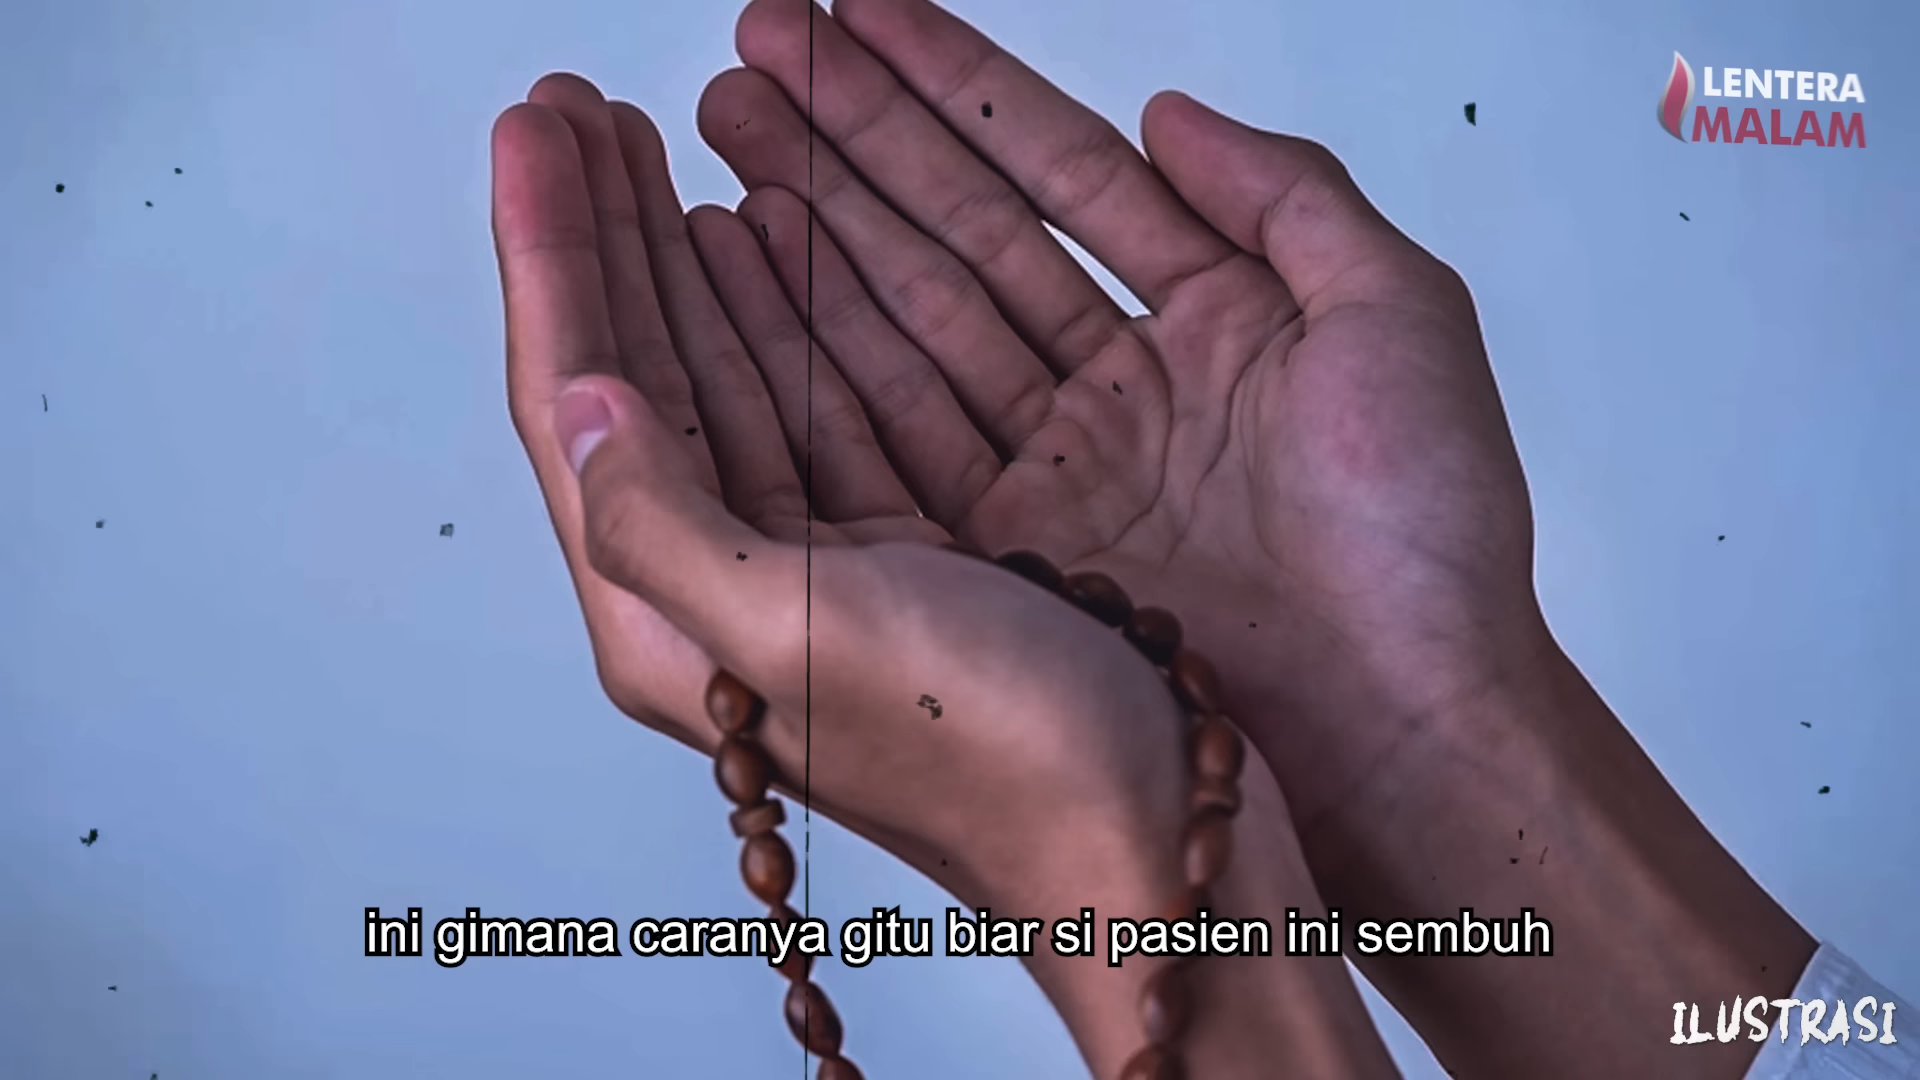 LENTERA
MALAM
ini gimana caranya gitu biar si pasien ini sembuh
ILUSTRASI